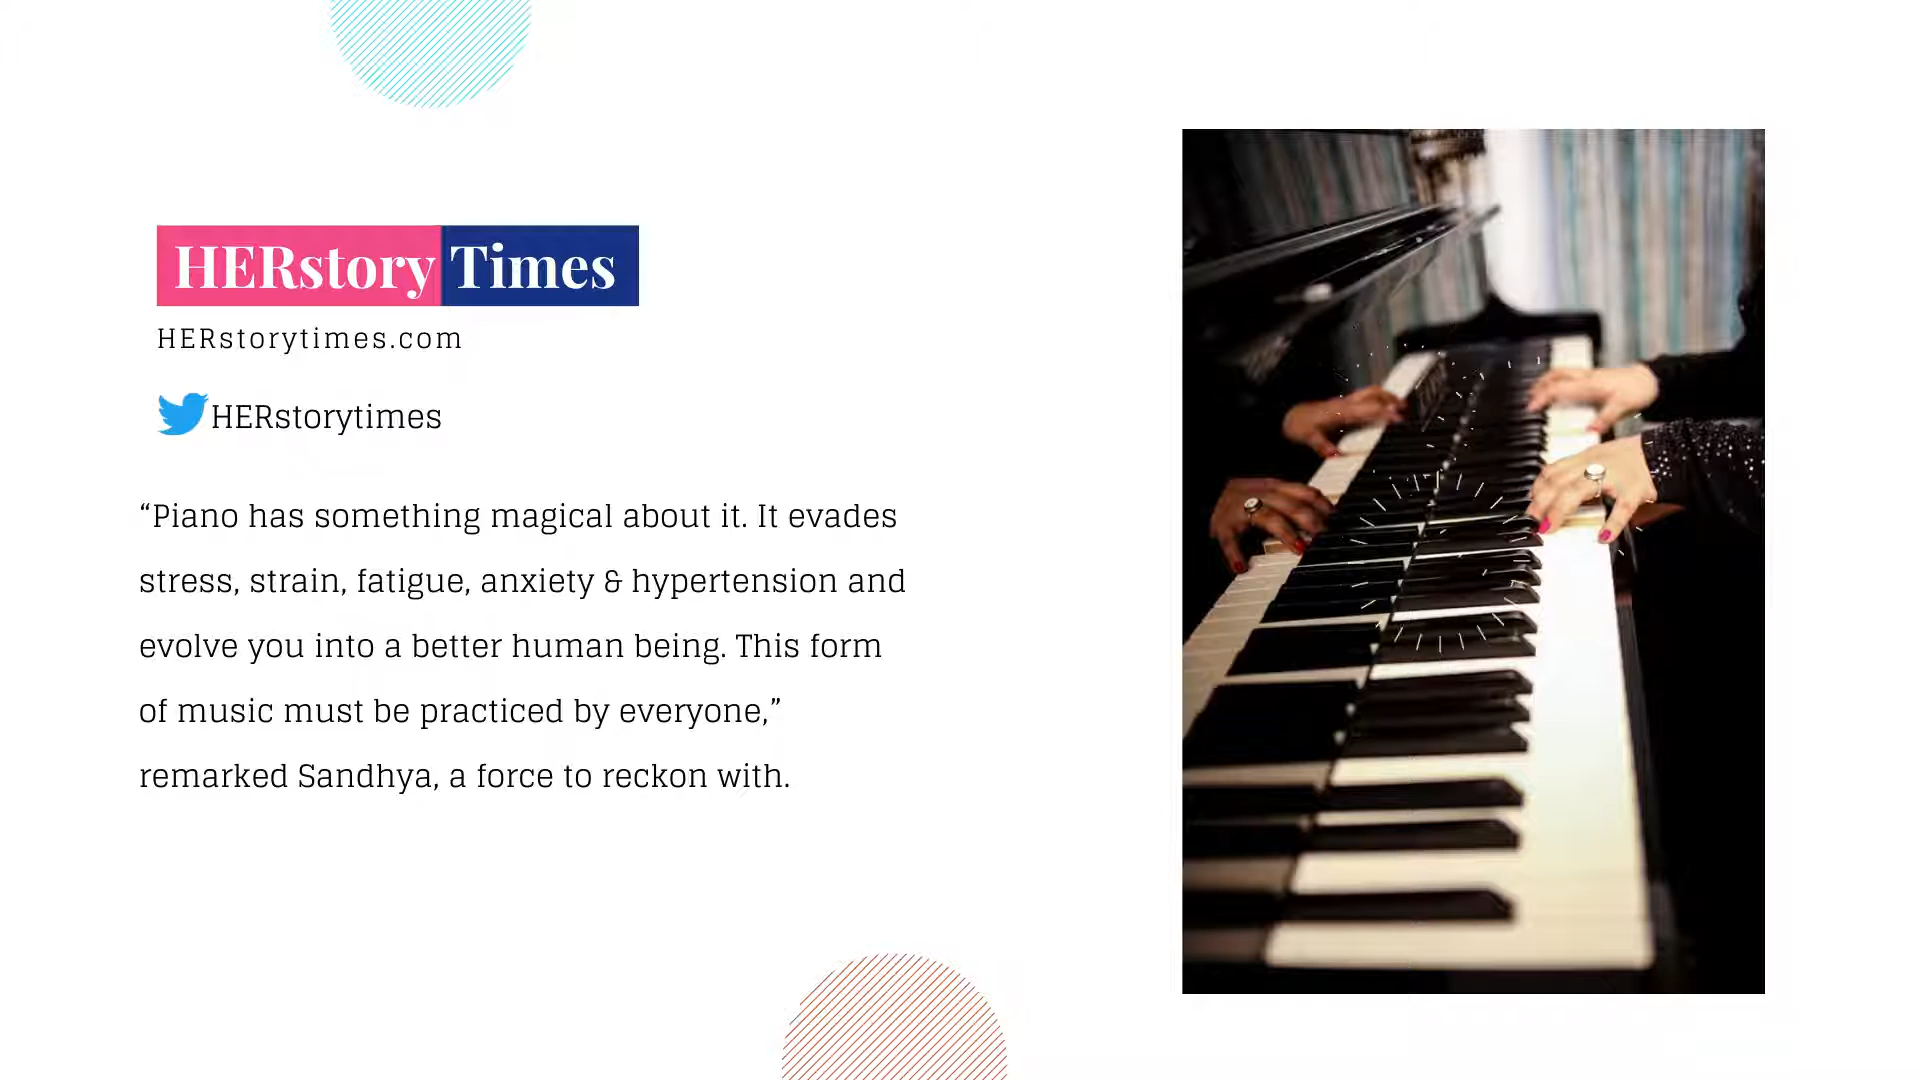 HERstory Times
HERstorytimes.com
HERstorytimes
“Piano has something magical about it. It evades
stress, strain, fatigue, anxiety & hypertension and
evolve you into a better human being. This form
of music must be practiced by everyone,”
remarked Sandhya, a force to reckon with.